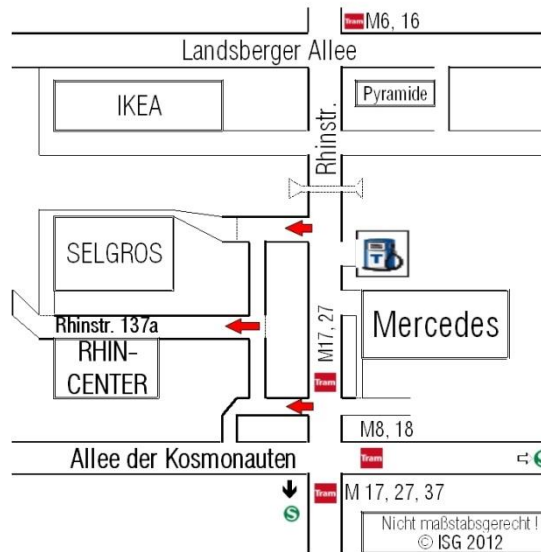 Tram M6, 16
Landsberger Allee
IKEA
Pyramide
Rhinstr.
SELGROS
T
Rhinstr. 137a
M17, 27
Mercedes
RHIN-
CENTER
Tram
M8, 18
Allee der Kosmonauten
Tram
S
Tram M 17, 27, 37
S
Nicht maßstabsgerecht !
© ISG 2012